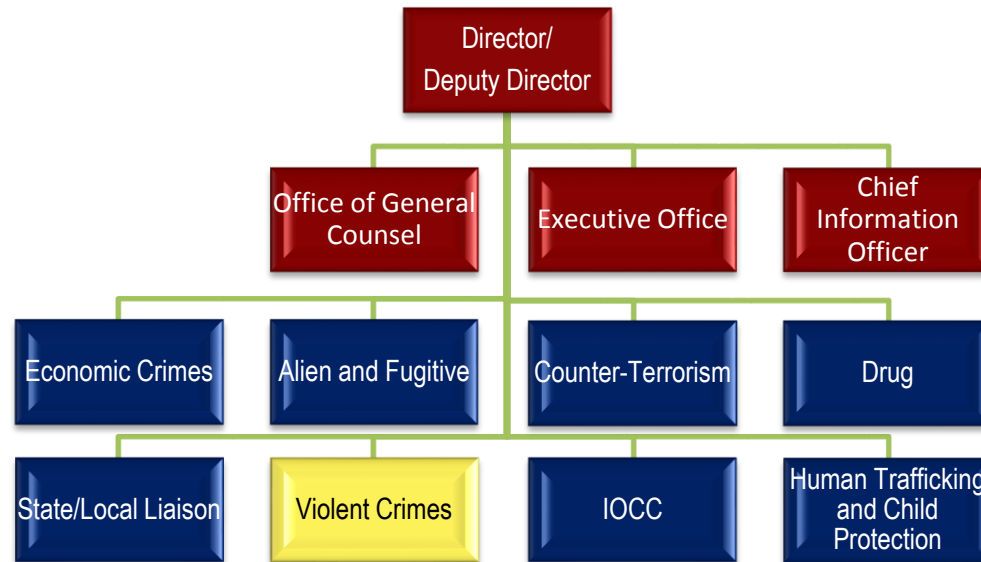 Director/
Deputy Director
Office of General
Counsel
Executive Office
Chief
Information
Officer
Economic Crimes
Alien and Fugitive
Counter-Terrorism
Drug
State/Local Liaison
Violent Crimes
IOCC
Human Trafficking
and Child
Protection